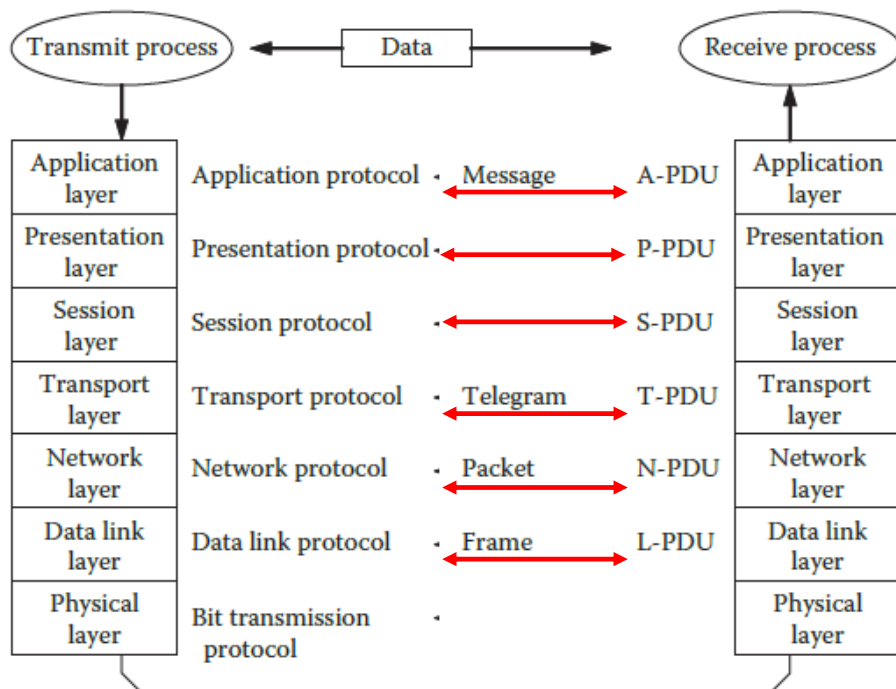 Transmit process
Data
Receive process
Application
layer
Application protocol
Message
A-PDU
Application
layer
Presentation
layer
Presentation protocol
P-PDU
Presentation
layer
Session
layer
Session protocol
S-PDU
Session
layer
Transport
layer
Transport protocol
Telegram
T-PDU
Transport
layer
Network
layer
Network protocol
Packet
N-PDU
Network
layer
Data link
layer
Data link protocol
Frame
L-PDU
Data link
layer
Physical
layer
Bit transmission
protocol
Physical
layer